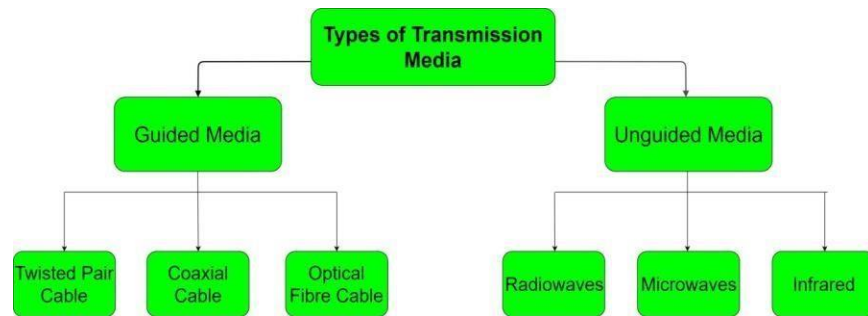 Types of Transmission
Media
Guided Media
Unguided Media
Twisted Pair
Cable
Coaxial
Cable
Optical
Fibre Cable
Radiowaves
Microwaves
Infrared